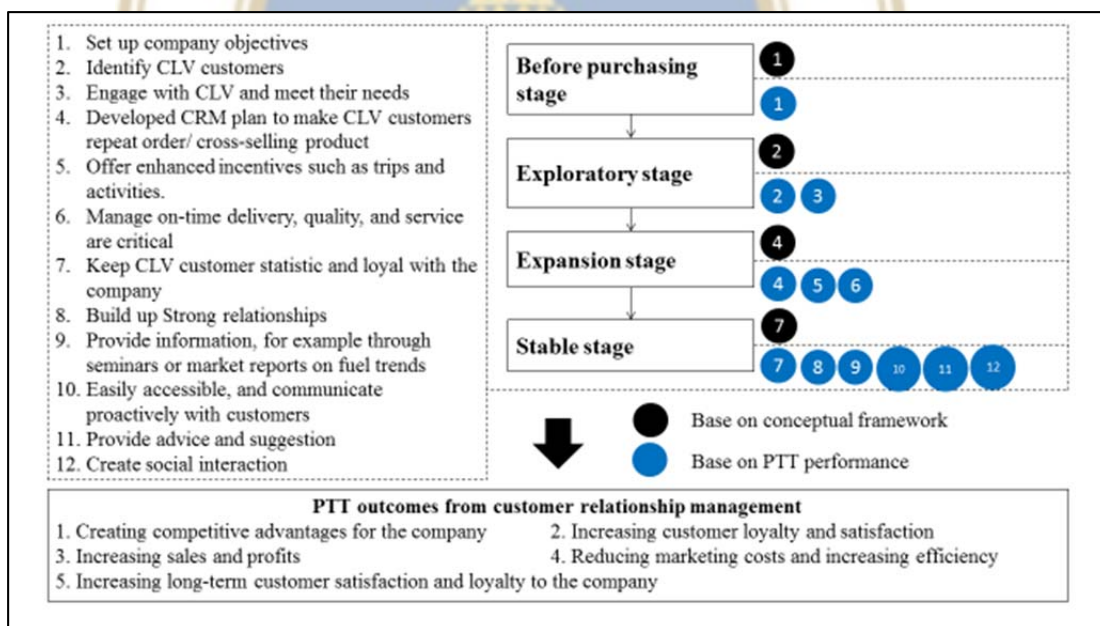 1. Set up company objectives
2. Identify CLV customers
3. Engage with CLV and meet their needs
4. Developed CRM plan to make CLV customers
repeat order/ cross-selling product
5. Offer enhanced incentives such as trips and
activities.
6. Manage on-time delivery, quality, and service
are critical
7. Keep CLV customer statistic and loyal with the
company
8. Build up Strong relationships
9. Provide information, for example through
seminars or market reports on fuel trends
10. Easily accessible, and communicate
proactively with customers
11. Provide advice and suggestion
12. Create social interaction
Before purchasing
stage
1
1
Exploratory stage
2
2 3
Expansion stage
4
4 5 6
Stable stage
7
7 8 9 10 11 12
Base on conceptual framework
Base on PTT performance
PTT outcomes from customer relationship management
1. Creating competitive advantages for the company 2. Increasing customer loyalty and satisfaction
3. Increasing sales and profits 4. Reducing marketing costs and increasing efficiency
5. Increasing long-term customer satisfaction and loyalty to the company